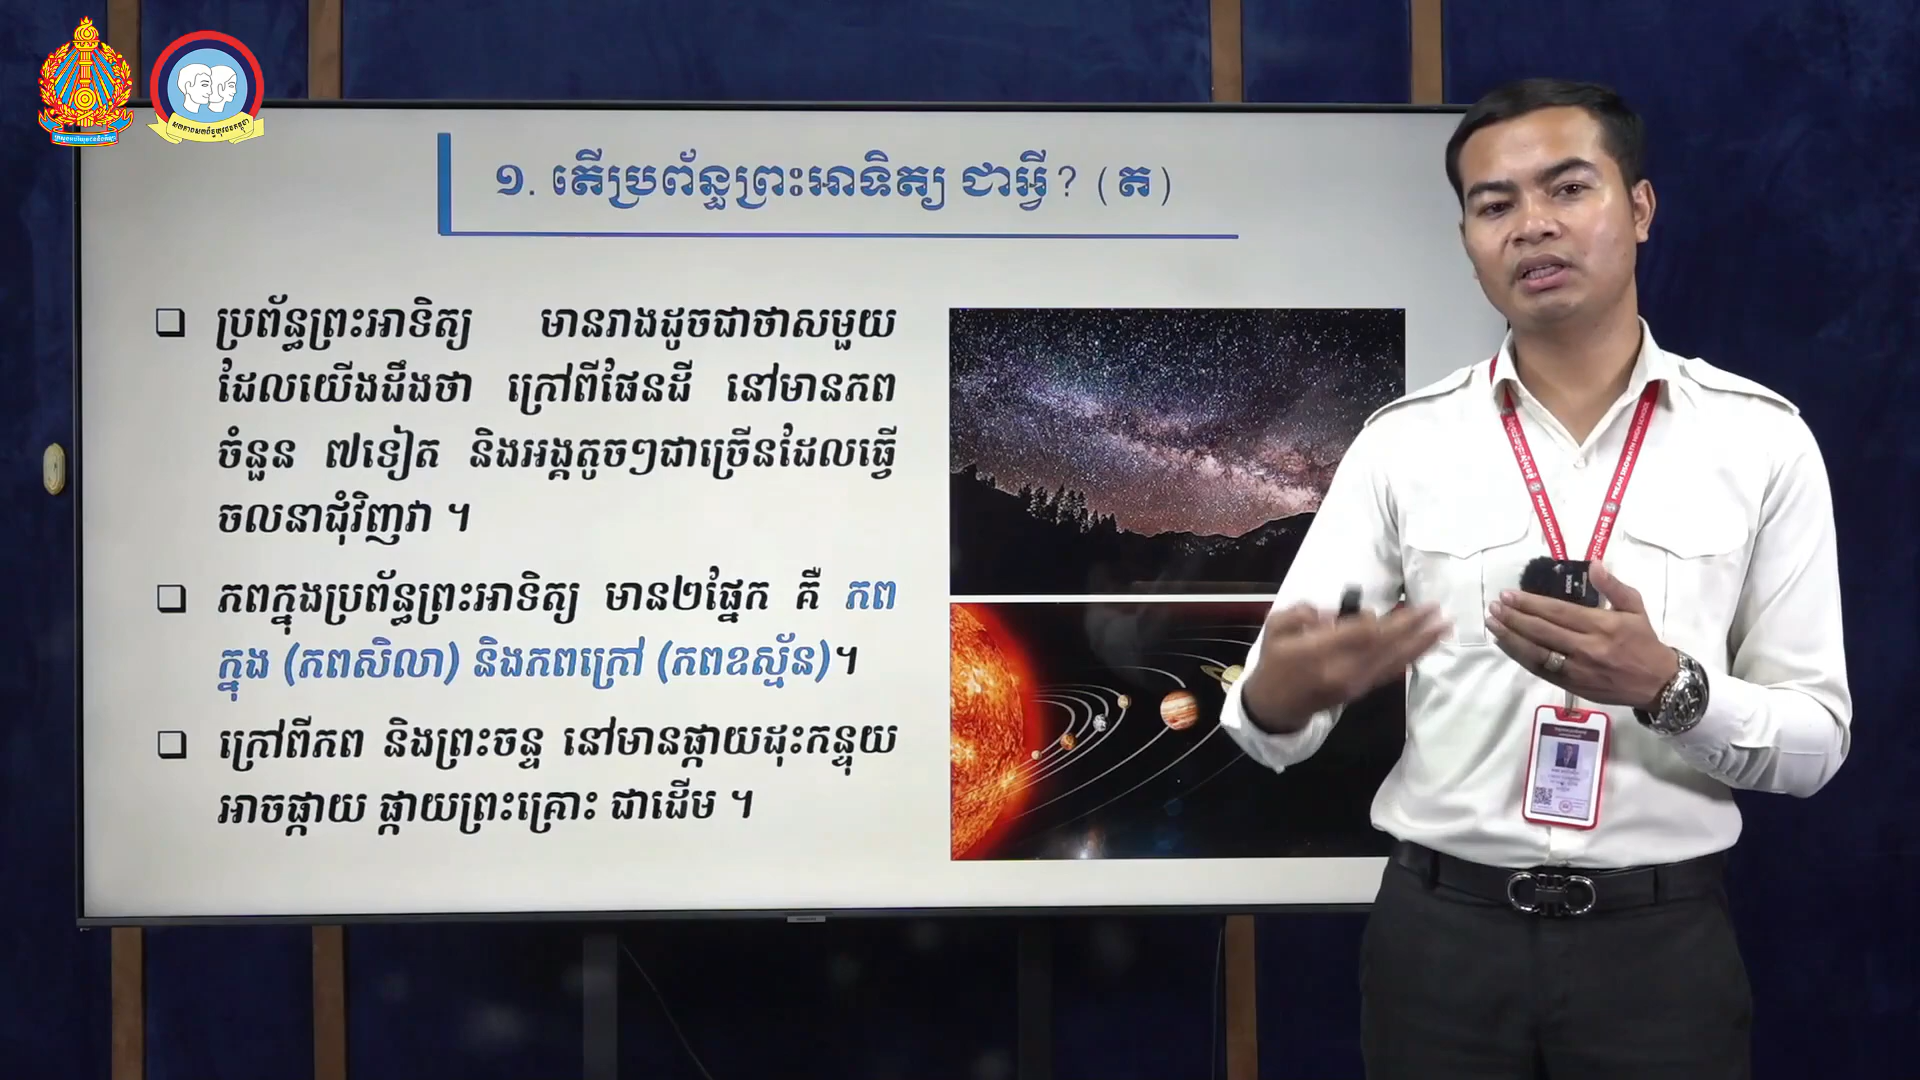 ១. តើប្រព័ន្ធព្រះអាទិត្យ ជាអ្វី? (ត)
❑ ប្រព័ន្ធព្រះអាទិត្យ មានរាងដូចជាថាសមួយ
ដែលយើងដឹងថា ក្រៅពីផែនដី នៅមានភព
ចំនួន ៧ទៀត និងអង្គតូចៗជាច្រើនដែលធ្វើ
ចលនាជុំវិញវា ។
❑ ភពក្នុងប្រព័ន្ធព្រះអាទិត្យ មាន២ផ្នែក គឺ ភព
ក្នុង (ភពសិលា) និងភពក្រៅ (ភពឧស្ម័ន)។
❑ ក្រៅពីភព និងព្រះចន្ទ នៅមានផ្កាយដុះកន្ទុយ
អាចផ្កាយ ផ្កាយព្រះគ្រោះ ជាដើម ។
PREAH SISOWATH HIGH SCHOOL